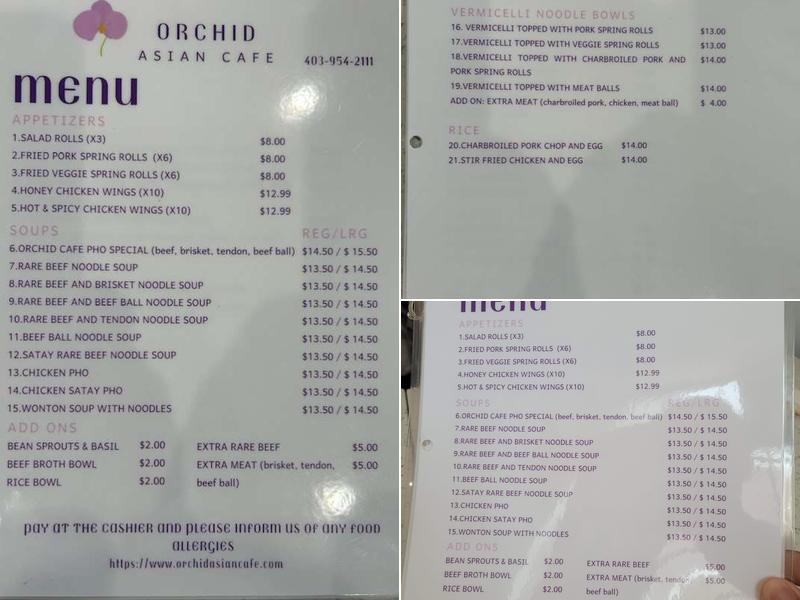 ORCHID
ASIAN CAFE
403-954-2111
menu
APPETIZERS
1.SALAD ROLLS (X3) $8.00
2.FRIED PORK SPRING ROLLS (X6) $8.00
3.FRIED VEGGIE SPRING ROLLS (X6) $8.00
4.HONEY CHICKEN WINGS (X10) $12.99
5.HOT & SPICY CHICKEN WINGS (X10) $12.99
SOUPS REG/LRG
6.ORCHID CAFE PHO SPECIAL (beef, brisket, tendon, beef ball) $14.50 / $ 15.50
7.RARE BEEF NOODLE SOUP $13.50 / $ 14.50
8.RARE BEEF AND BRISKET NOODLE SOUP $13.50 / $ 14.50
9.RARE BEEF AND BEEF BALL NOODLE SOUP $13.50 / $ 14.50
10.RARE BEEF AND TENDON NOODLE SOUP $13.50 / $ 14.50
11.BEEF BALL NOODLE SOUP $13.50 / $ 14.50
12.SATAY RARE BEEF NOODLE SOUP $13.50 / $ 14.50
13.CHICKEN PHO $13.50 / $ 14.50
14.CHICKEN SATAY PHO $13.50 / $ 14.50
15.WONTON SOUP WITH NOODLES $13.50 / $ 14.50
ADD ONS
BEAN SPROUTS & BASIL $2.00 EXTRA RARE BEEF $5.00
BEEF BROTH BOWL $2.00 EXTRA MEAT (brisket, tendon, $5.00
RICE BOWL $2.00 beef ball)
PAY AT THE CASHIER AND PLEASE INFORM US OF ANY FOOD
ALLERGIES
https://www.orchidasiancafe.com
VERMICELLI NOODLE BOWLS
16. VERMICELLI TOPPED WITH PORK SPRING ROLLS $13.00
17.VERMICELLI TOPPED WITH VEGGIE SPRING ROLLS $13.00
18.VERMICELLI TOPPED WITH CHARBROILED PORK AND $14.00
PORK SPRING ROLLS
19.VERMICELLI TOPPED WITH MEAT BALLS $14.00
ADD ON: EXTRA MEAT (charbroiled pork, chicken, meat ball) $ 4.00
RICE
20.CHARBROILED PORK CHOP AND EGG $14.00
21.STIR FRIED CHICKEN AND EGG $14.00
menu
APPETIZERS
1.SALAD ROLLS (X3) $8.00
2.FRIED PORK SPRING ROLLS (X6) $8.00
3.FRIED VEGGIE SPRING ROLLS (X6) $8.00
4.HONEY CHICKEN WINGS (X10) $12.99
5.HOT & SPICY CHICKEN WINGS (X10) $12.99
SOUPS REG/LRG
6.ORCHID CAFE PHO SPECIAL (beef, brisket, tendon, beef ball) $14.50 / $ 15.50
7.RARE BEEF NOODLE SOUP $13.50 / $ 14.50
8.RARE BEEF AND BRISKET NOODLE SOUP $13.50 / $ 14.50
9.RARE BEEF AND BEEF BALL NOODLE SOUP $13.50 / $ 14.50
10.RARE BEEF AND TENDON NOODLE SOUP $13.50 / $ 14.50
11.BEEF BALL NOODLE SOUP $13.50 / $ 14.50
12.SATAY RARE BEEF NOODLE SOUP $13.50 / $ 14.50
13.CHICKEN PHO $13.50 / $ 14.50
14.CHICKEN SATAY PHO $13.50 / $ 14.50
15.WONTON SOUP WITH NOODLES $13.50 / $ 14.50
ADD ONS
BEAN SPROUTS & BASIL $2.00 EXTRA RARE BEEF $5.00
BEEF BROTH BOWL $2.00 EXTRA MEAT (brisket, tendon, $5.00
RICE BOWL $2.00 beef ball)